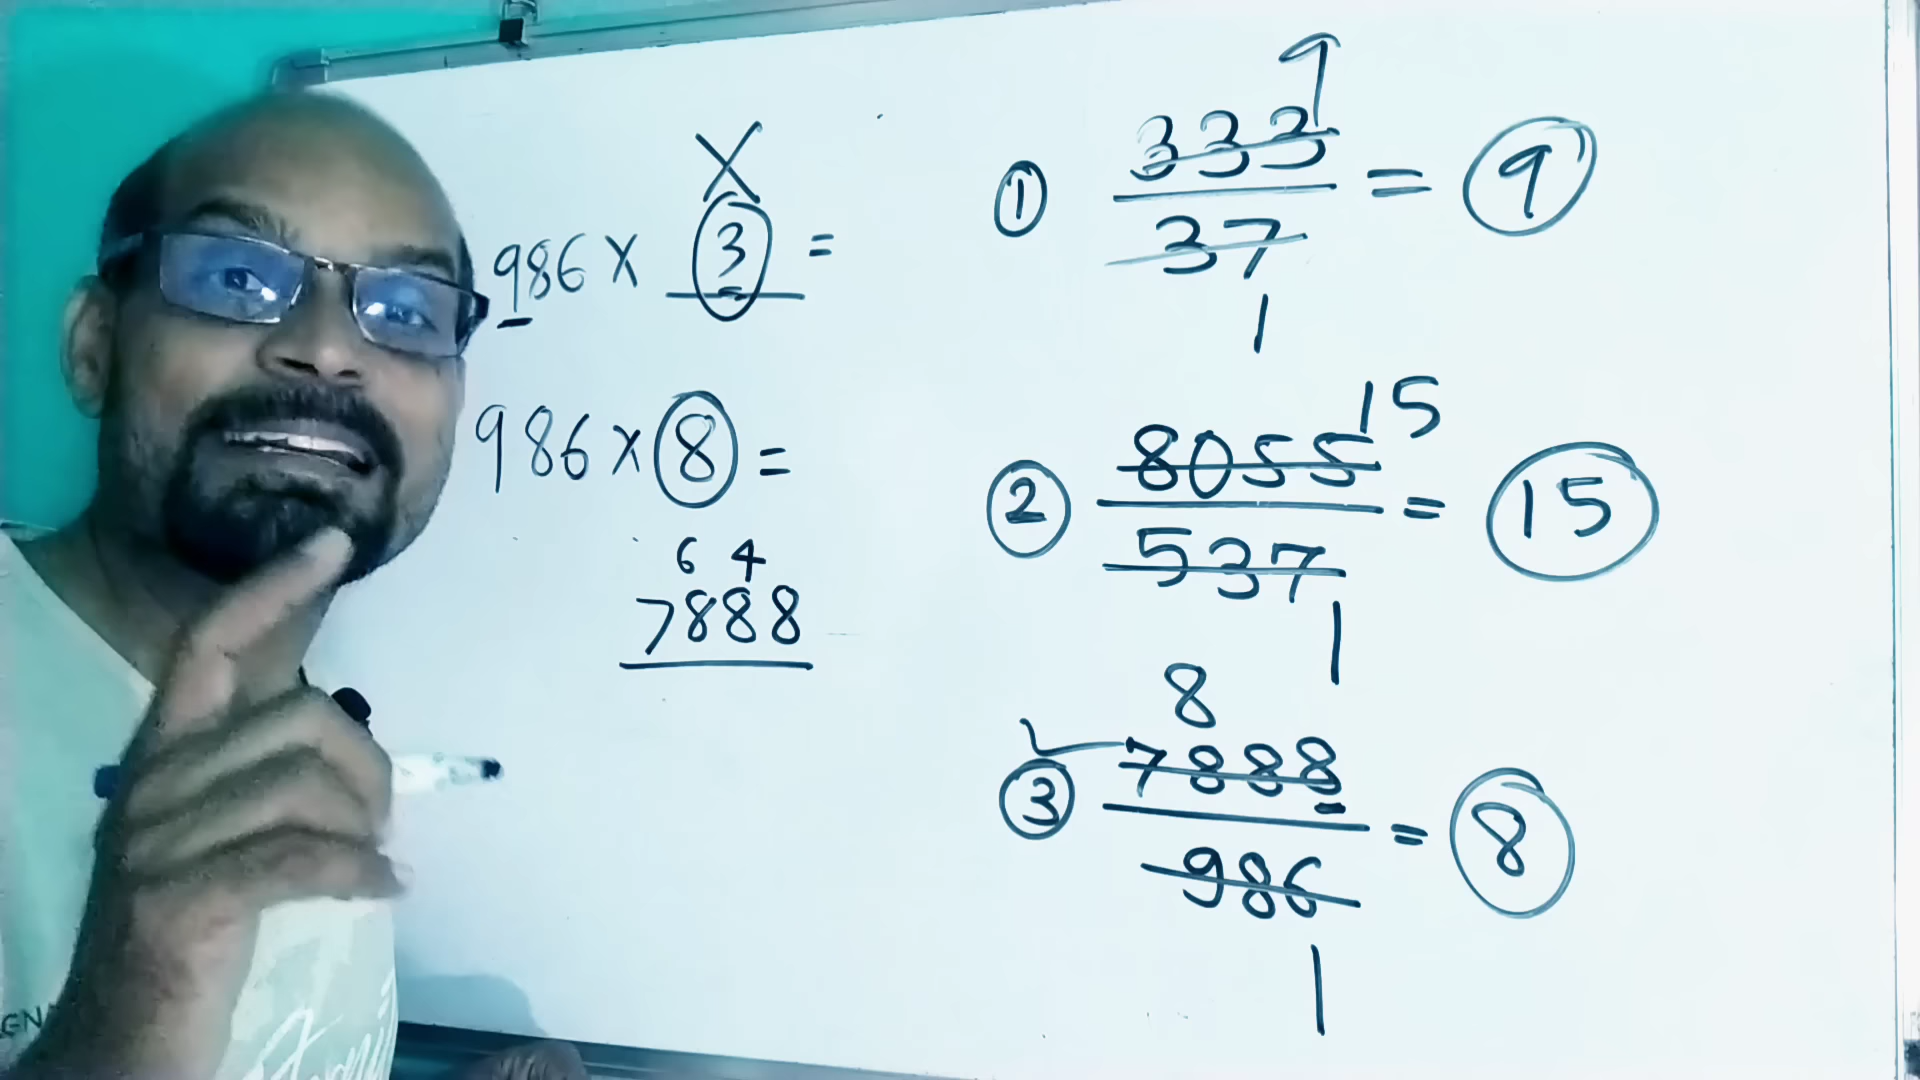 X
986 x 3 =
986 x 8 =
6 4
7888
9
① 333/37 = 9
1
15
② 8055/537 = 15
1
8
③ 7888/986 = 8
1